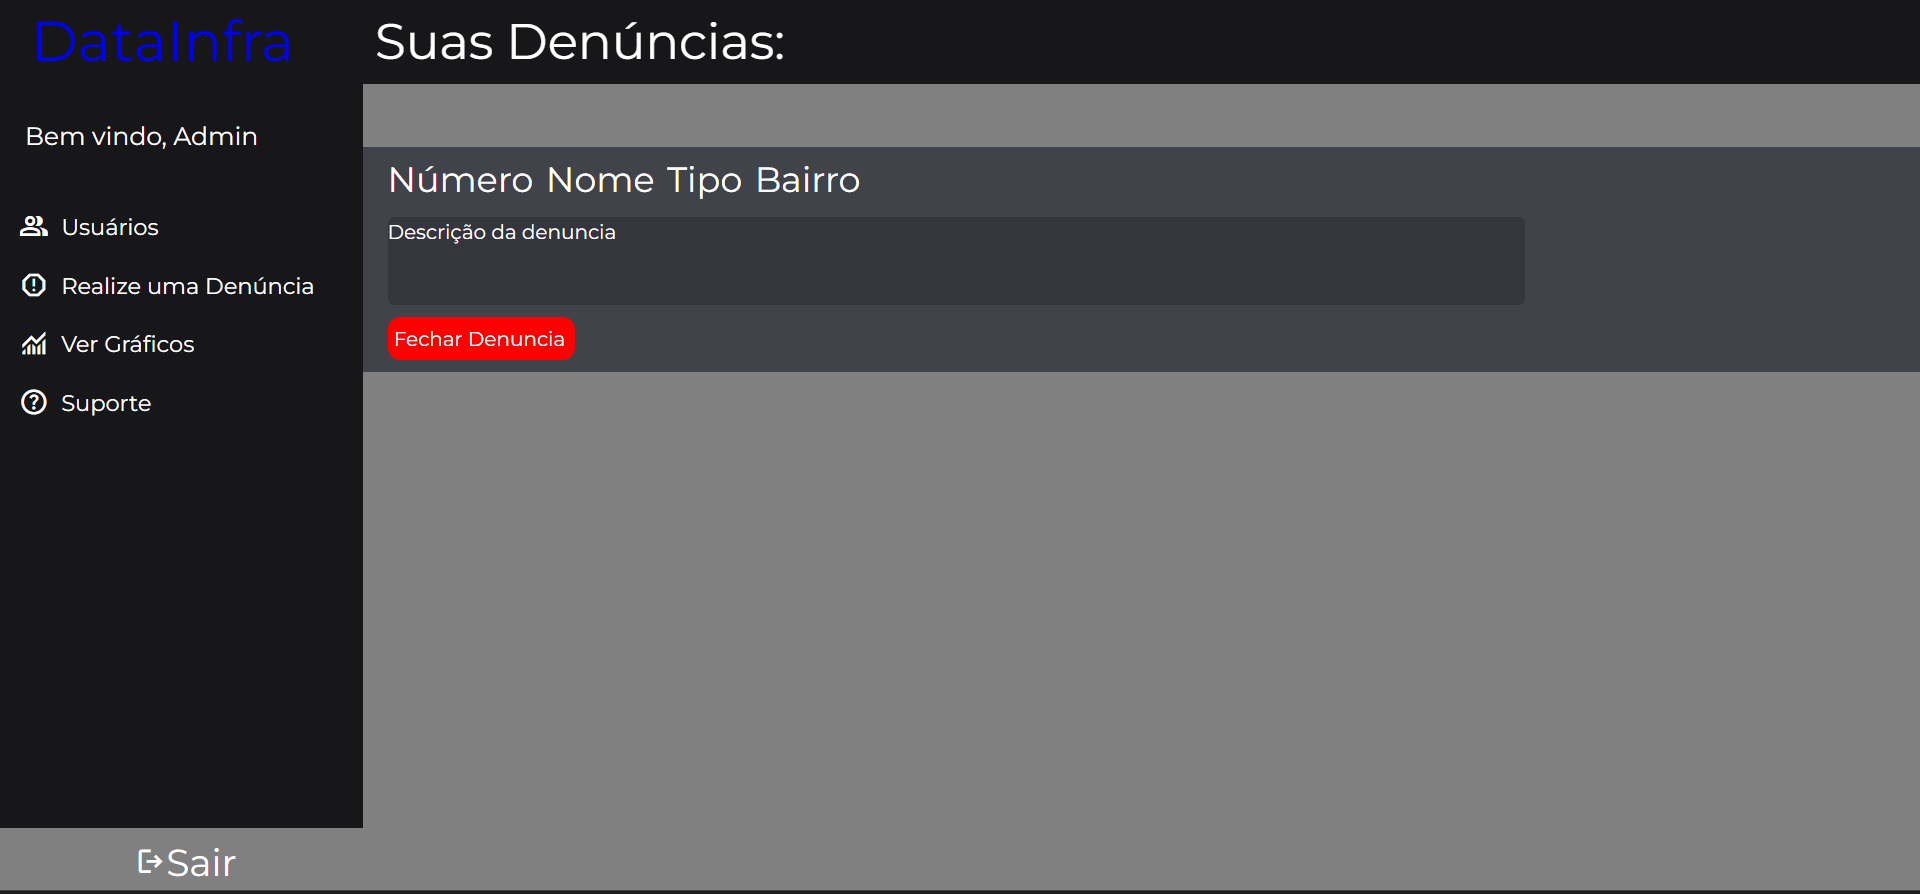 DataInfra
Suas Denúncias:
Bem vindo, Admin
Usuários
Realize uma Denúncia
Ver Gráficos
Suporte
Sair
Número Nome Tipo Bairro
Descrição da denuncia
Fechar Denuncia